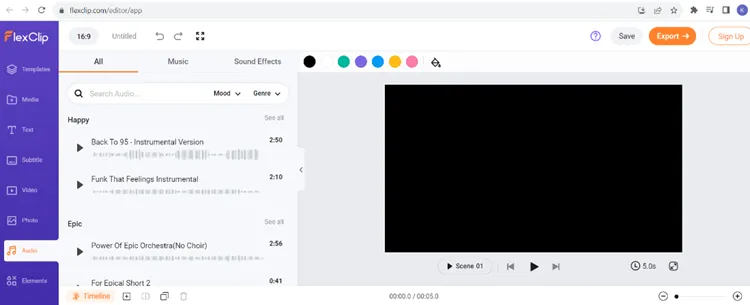 flexclip.com/editor/app
K
FlexClip
16:9 Untitled
? Save Export → Sign Up
Templates
Media
Text
Subtitle
Video
Photo
Audio
Elements
All Music Sound Effects
Search Audio... Mood Genre
Happy See all
Back To 95 - Instrumental Version 2:50
Funk That Feelings Instrumental 2:10
Epic See all
Power Of Epic Orchestra(No Choir) 2:56
For Epical Short 2 0:41
Scene 01 5.0s
Timeline 00:00.0 / 00:05.0